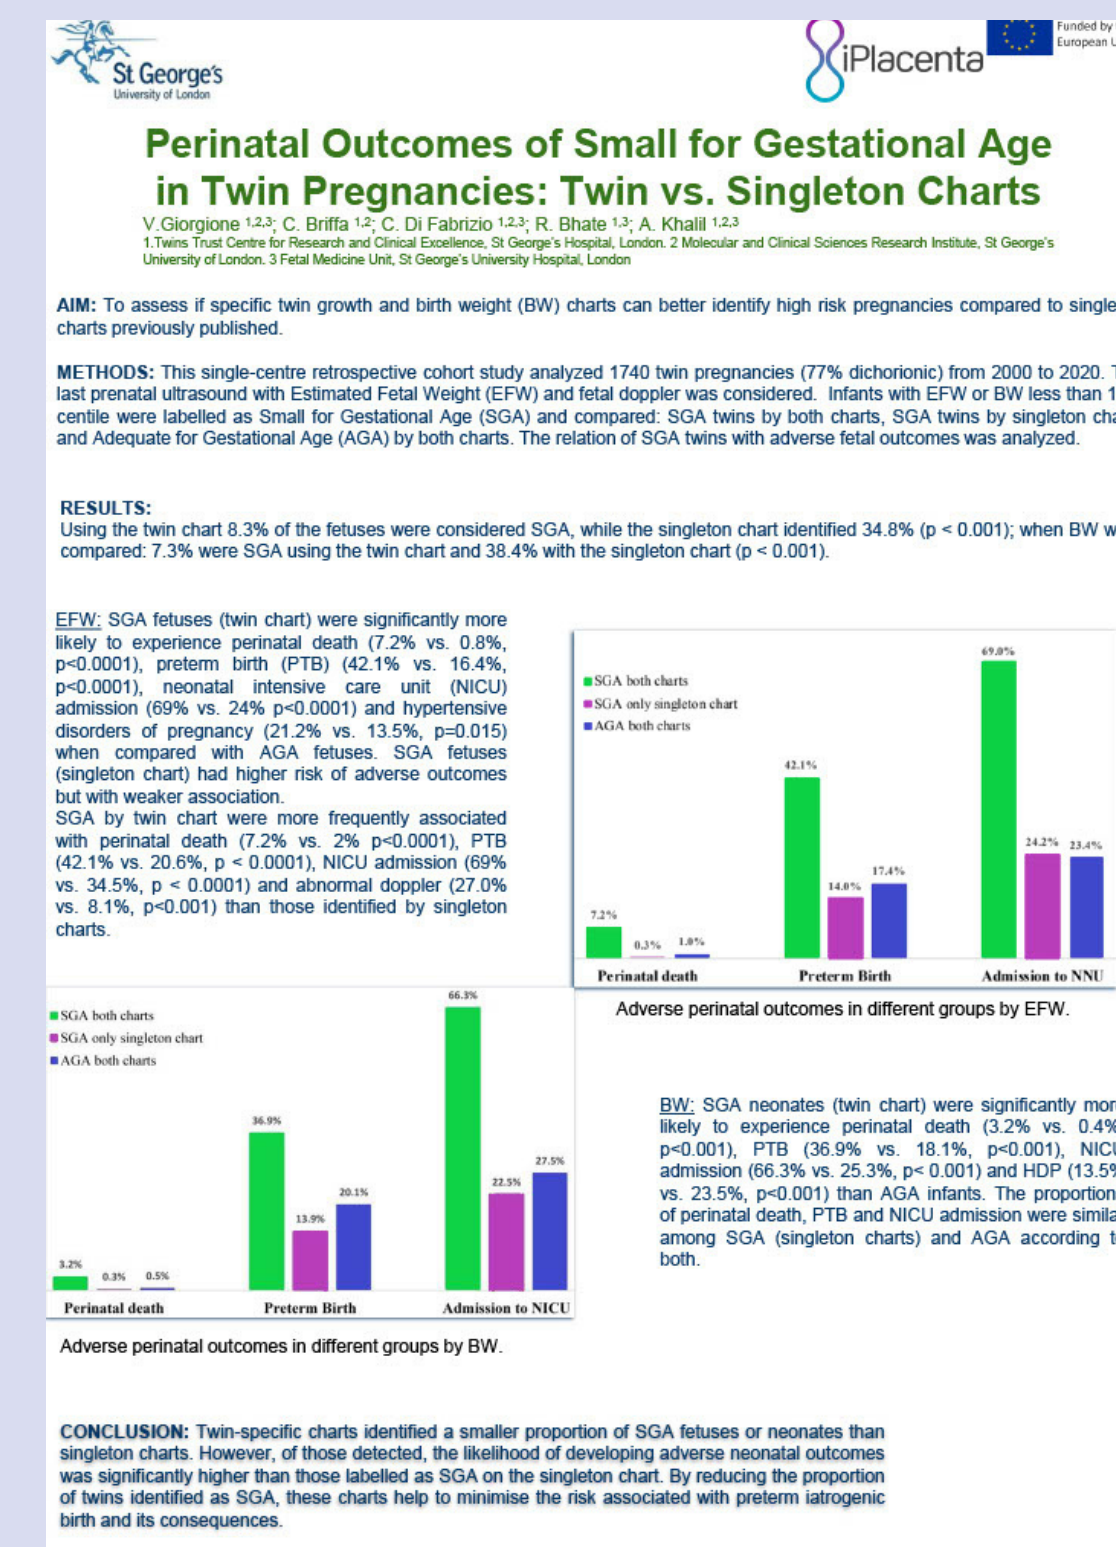 St George's
University of London
iPlacenta
Funded by
European U
Perinatal Outcomes of Small for Gestational Age
in Twin Pregnancies: Twin vs. Singleton Charts
V.Giorgione 1,2,3; C. Briffa 1,2; C. Di Fabrizio 1,2,3; R. Bhate 1,3; A. Khalil 1,2,3
1.Twins Trust Centre for Research and Clinical Excellence, St George's Hospital, London. 2 Molecular and Clinical Sciences Research Institute, St George's
University of London. 3 Fetal Medicine Unit, St George's University Hospital, London
AIM: To assess if specific twin growth and birth weight (BW) charts can better identify high risk pregnancies compared to single
charts previously published.
METHODS: This single-centre retrospective cohort study analyzed 1740 twin pregnancies (77% dichorionic) from 2000 to 2020. T
last prenatal ultrasound with Estimated Fetal Weight (EFW) and fetal doppler was considered. Infants with EFW or BW less than 1
centile were labelled as Small for Gestational Age (SGA) and compared: SGA twins by both charts, SGA twins by singleton cha
and Adequate for Gestational Age (AGA) by both charts. The relation of SGA twins with adverse fetal outcomes was analyzed.
RESULTS:
Using the twin chart 8.3% of the fetuses were considered SGA, while the singleton chart identified 34.8% (p < 0.001); when BW w
compared: 7.3% were SGA using the twin chart and 38.4% with the singleton chart (p < 0.001).
EFW: SGA fetuses (twin chart) were significantly more
likely to experience perinatal death (7.2% vs. 0.8%,
p<0.0001), preterm birth (PTB) (42.1% vs. 16.4%,
p<0.0001), neonatal intensive care unit (NICU)
admission (69% vs. 24% p<0.0001) and hypertensive
disorders of pregnancy (21.2% vs. 13.5%, p=0.015)
when compared with AGA fetuses. SGA fetuses
(singleton chart) had higher risk of adverse outcomes
but with weaker association.
SGA by twin chart were more frequently associated
with perinatal death (7.2% vs. 2% p<0.0001), PTB
(42.1% vs. 20.6%, p < 0.0001), NICU admission (69%
vs. 34.5%, p < 0.0001) and abnormal doppler (27.0%
vs. 8.1%, p<0.001) than those identified by singleton
charts.
SGA both charts
SGA only singleton chart
AGA both charts
7.2%
0.3%
1.0%
42.1%
14.0%
17.4%
69.0%
24.2%
23.4%
Perinatal death
Preterm Birth
Admission to NNU
Adverse perinatal outcomes in different groups by EFW.
SGA both charts
SGA only singleton chart
AGA both charts
3.2%
0.3%
0.5%
36.9%
13.9%
20.1%
66.3%
22.5%
27.5%
Perinatal death
Preterm Birth
Admission to NICU
Adverse perinatal outcomes in different groups by BW.
BW: SGA neonates (twin chart) were significantly more
likely to experience perinatal death (3.2% vs. 0.4%
p<0.001), PTB (36.9% vs. 18.1%, p<0.001), NICU
admission (66.3% vs. 25.3%, p< 0.001) and HDP (13.5%
vs. 23.5%, p<0.001) than AGA infants. The proportion
of perinatal death, PTB and NICU admission were simila
among SGA (singleton charts) and AGA according t
both.
CONCLUSION: Twin-specific charts identified a smaller proportion of SGA fetuses or neonates than
singleton charts. However, of those detected, the likelihood of developing adverse neonatal outcomes
was significantly higher than those labelled as SGA on the singleton chart. By reducing the proportion
of twins identified as SGA, these charts help to minimise the risk associated with preterm iatrogenic
birth and its consequences.